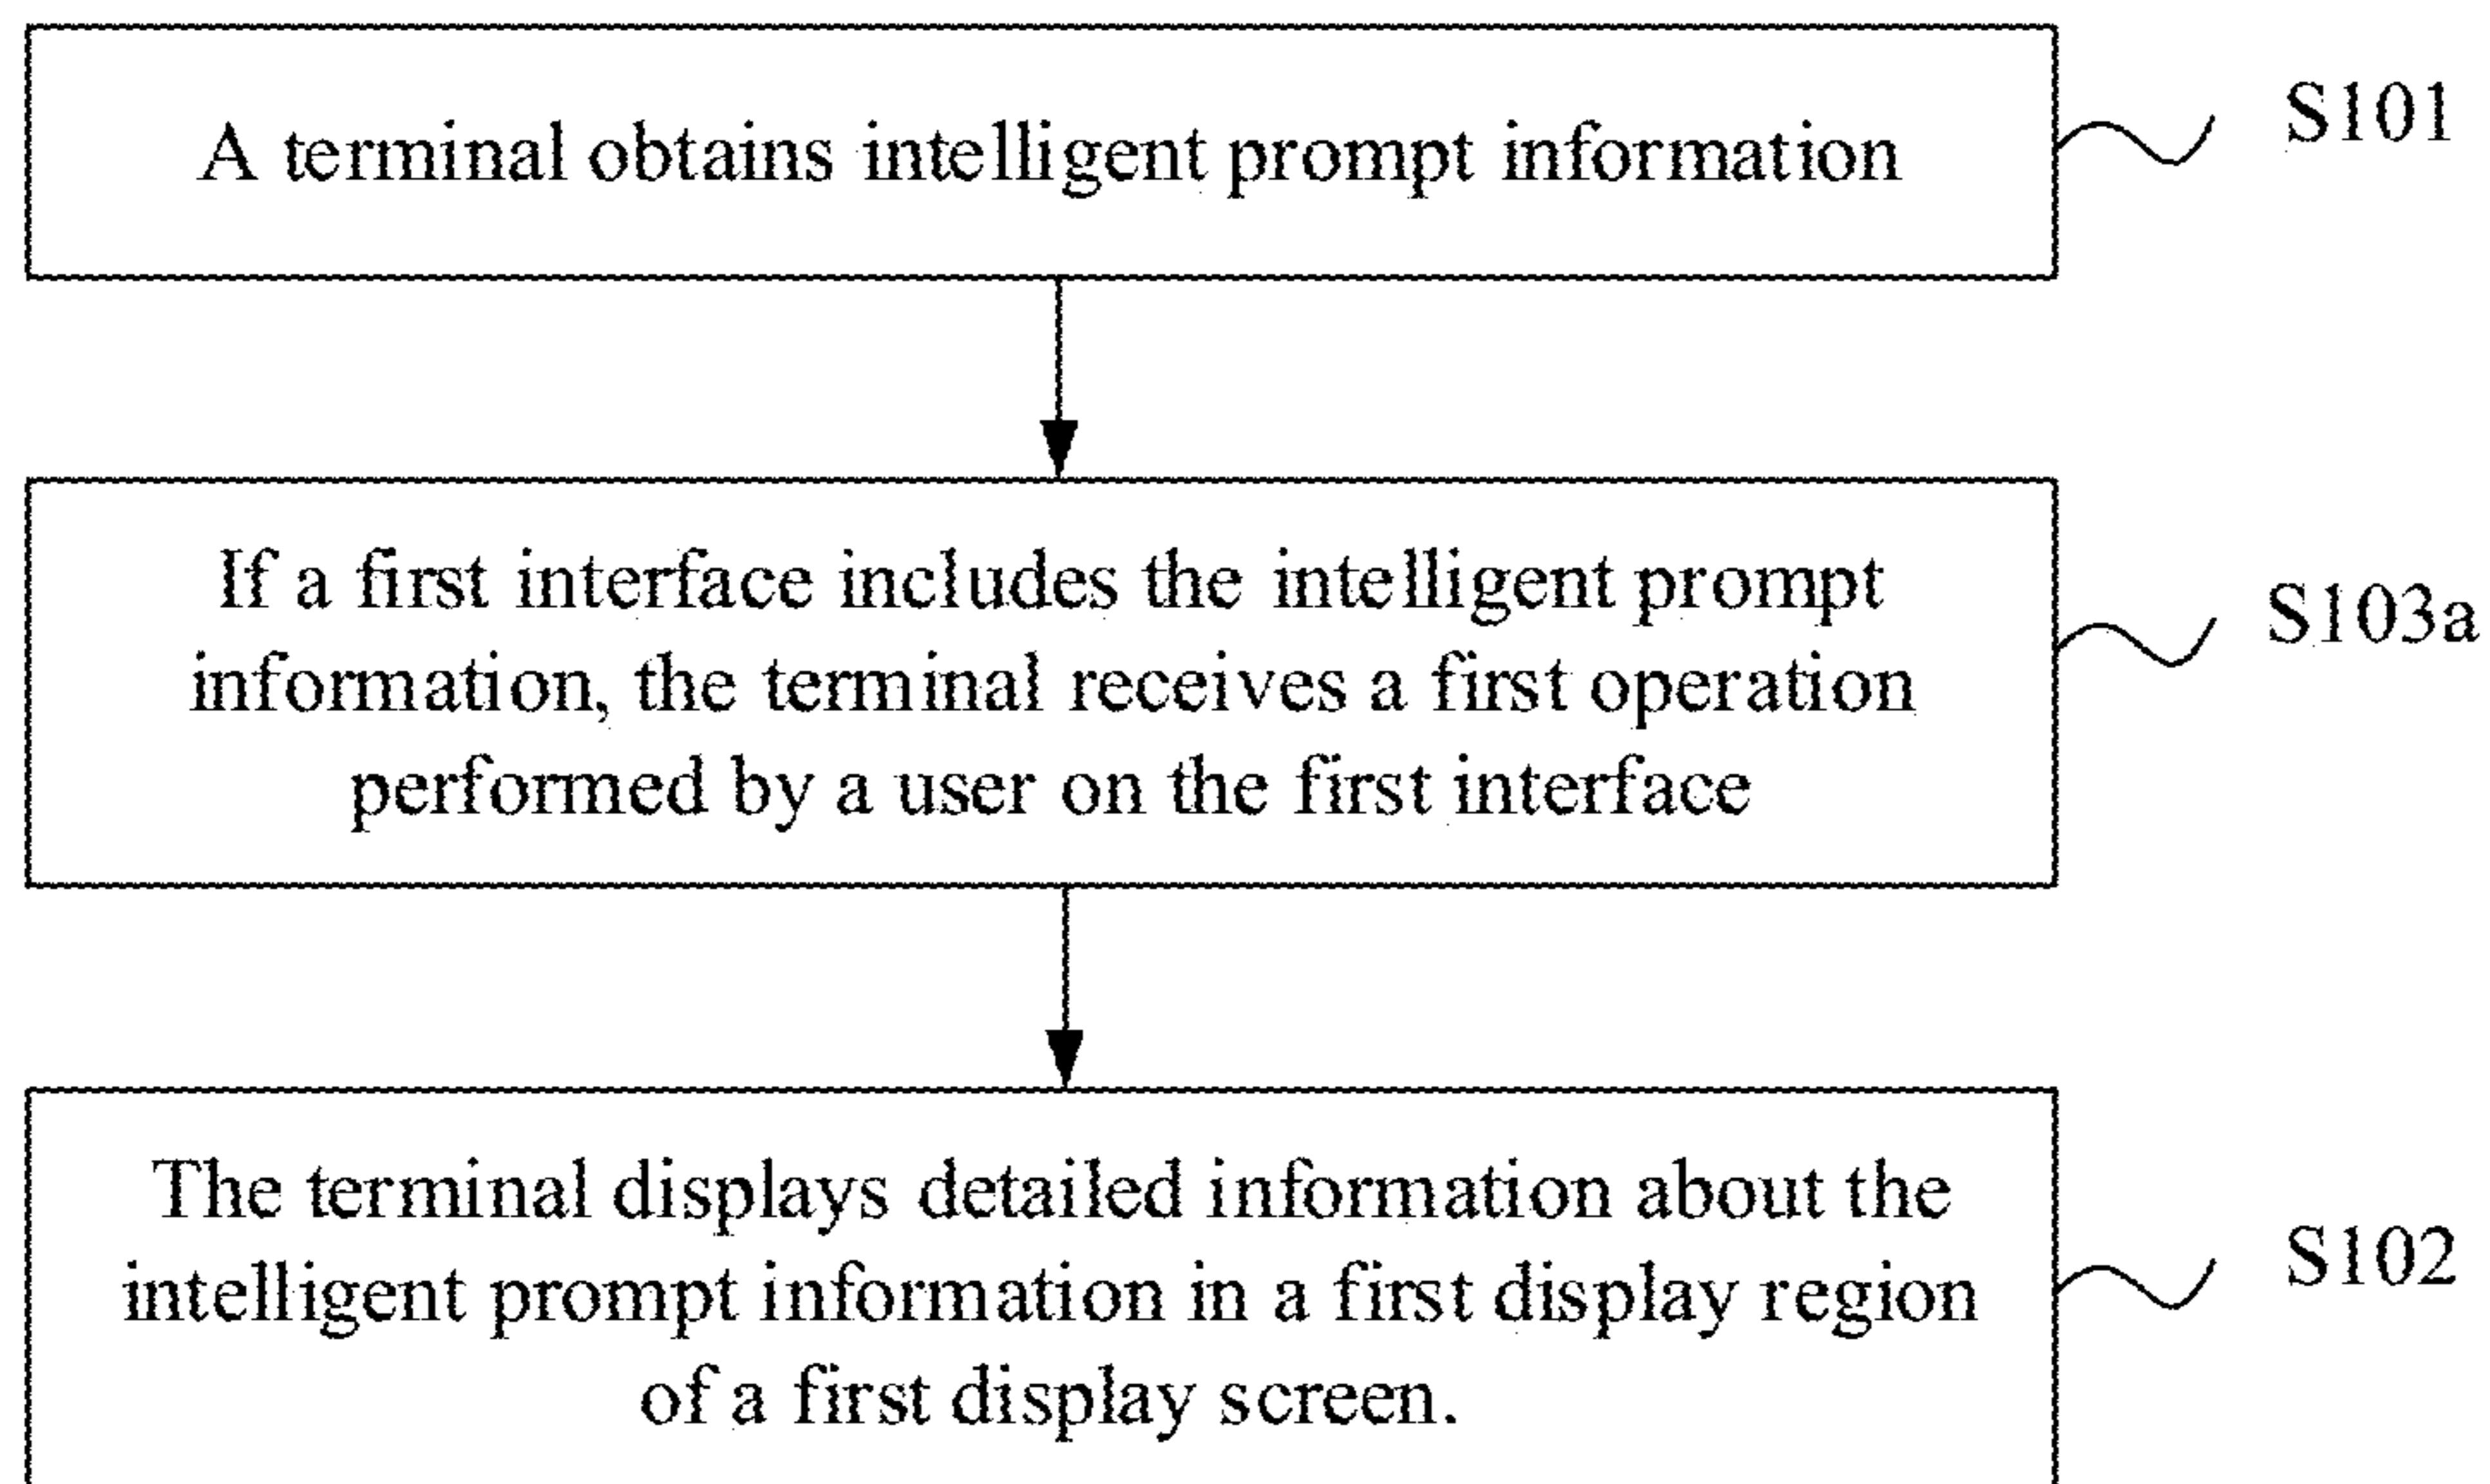 A terminal obtains intelligent prompt information
S101
If a first interface includes the intelligent prompt
information, the terminal receives a first operation
performed by a user on the first interface
S103a
The terminal displays detailed information about the
intelligent prompt information in a first display region
of a first display screen.
S102